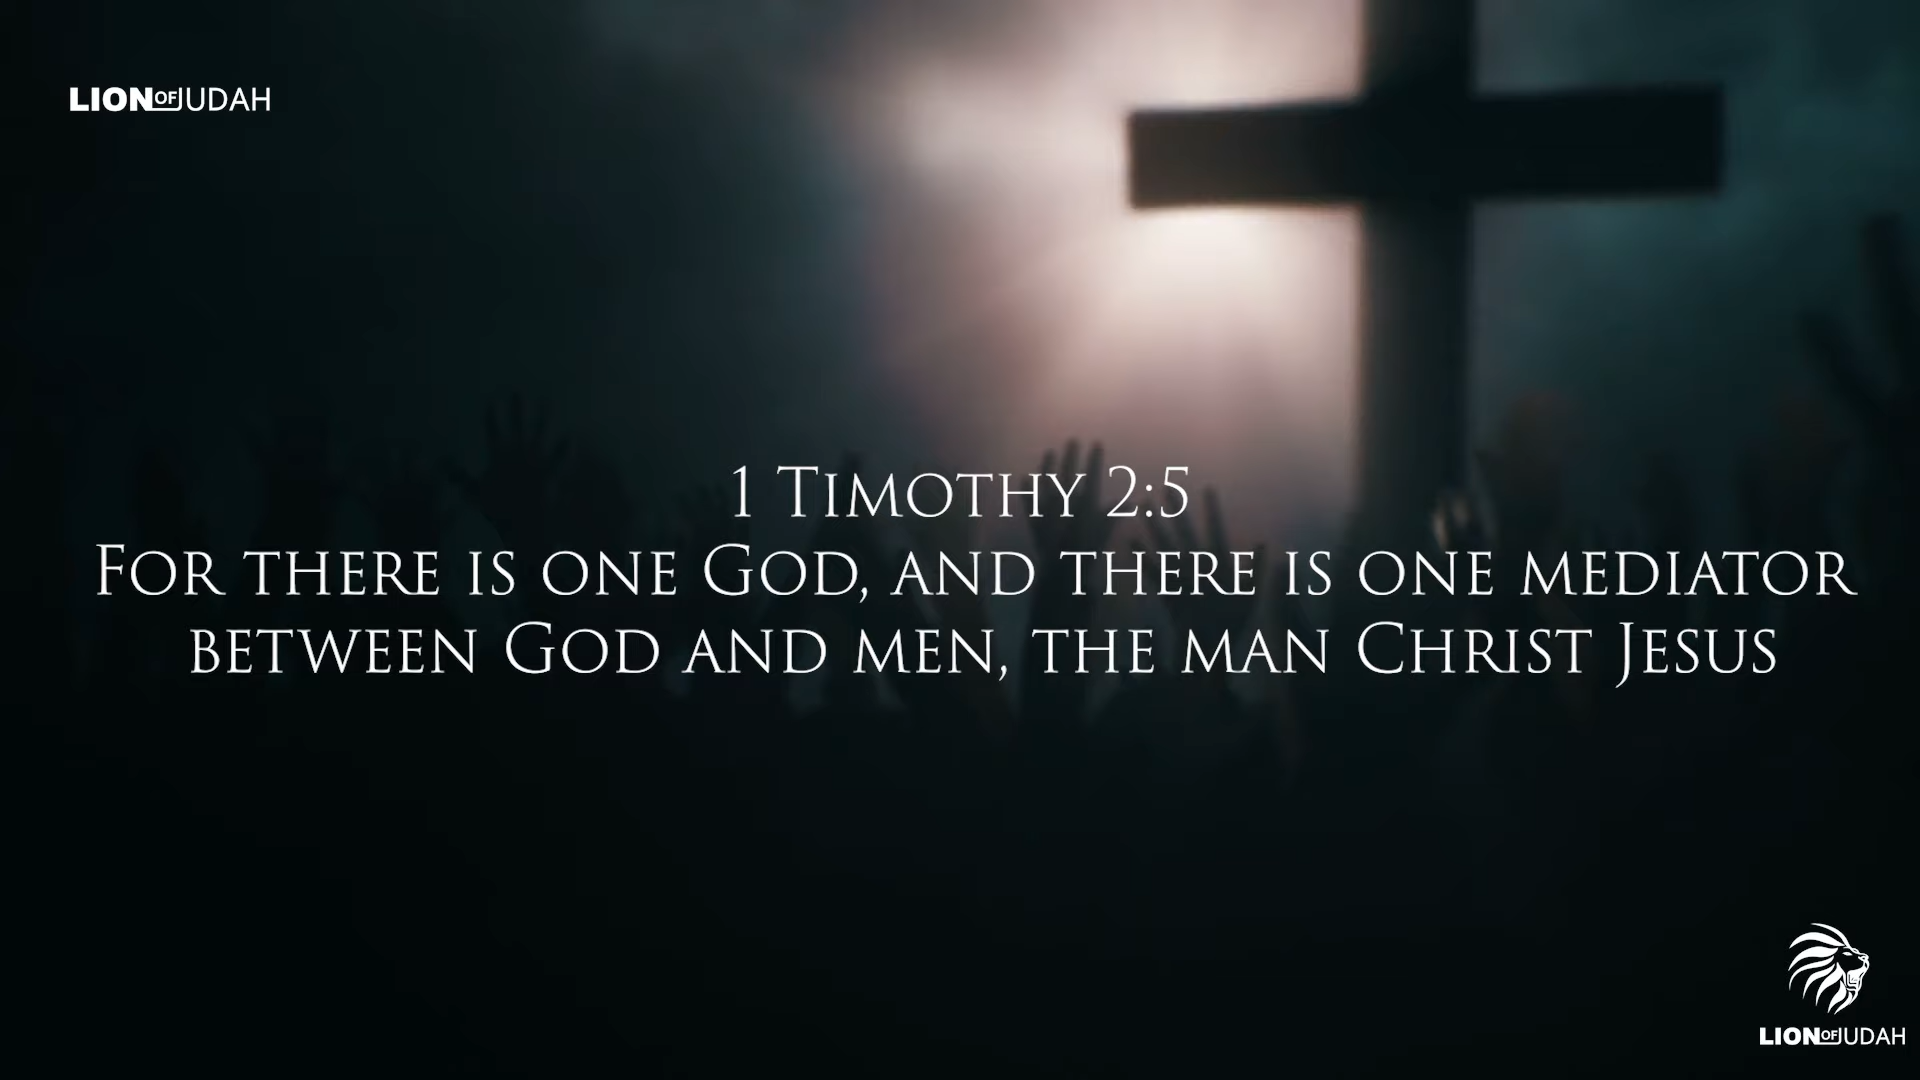 LION OF JUDAH
1 Timothy 2:5
For there is one God, and there is one mediator
between God and men, the man Christ Jesus
LION OF JUDAH